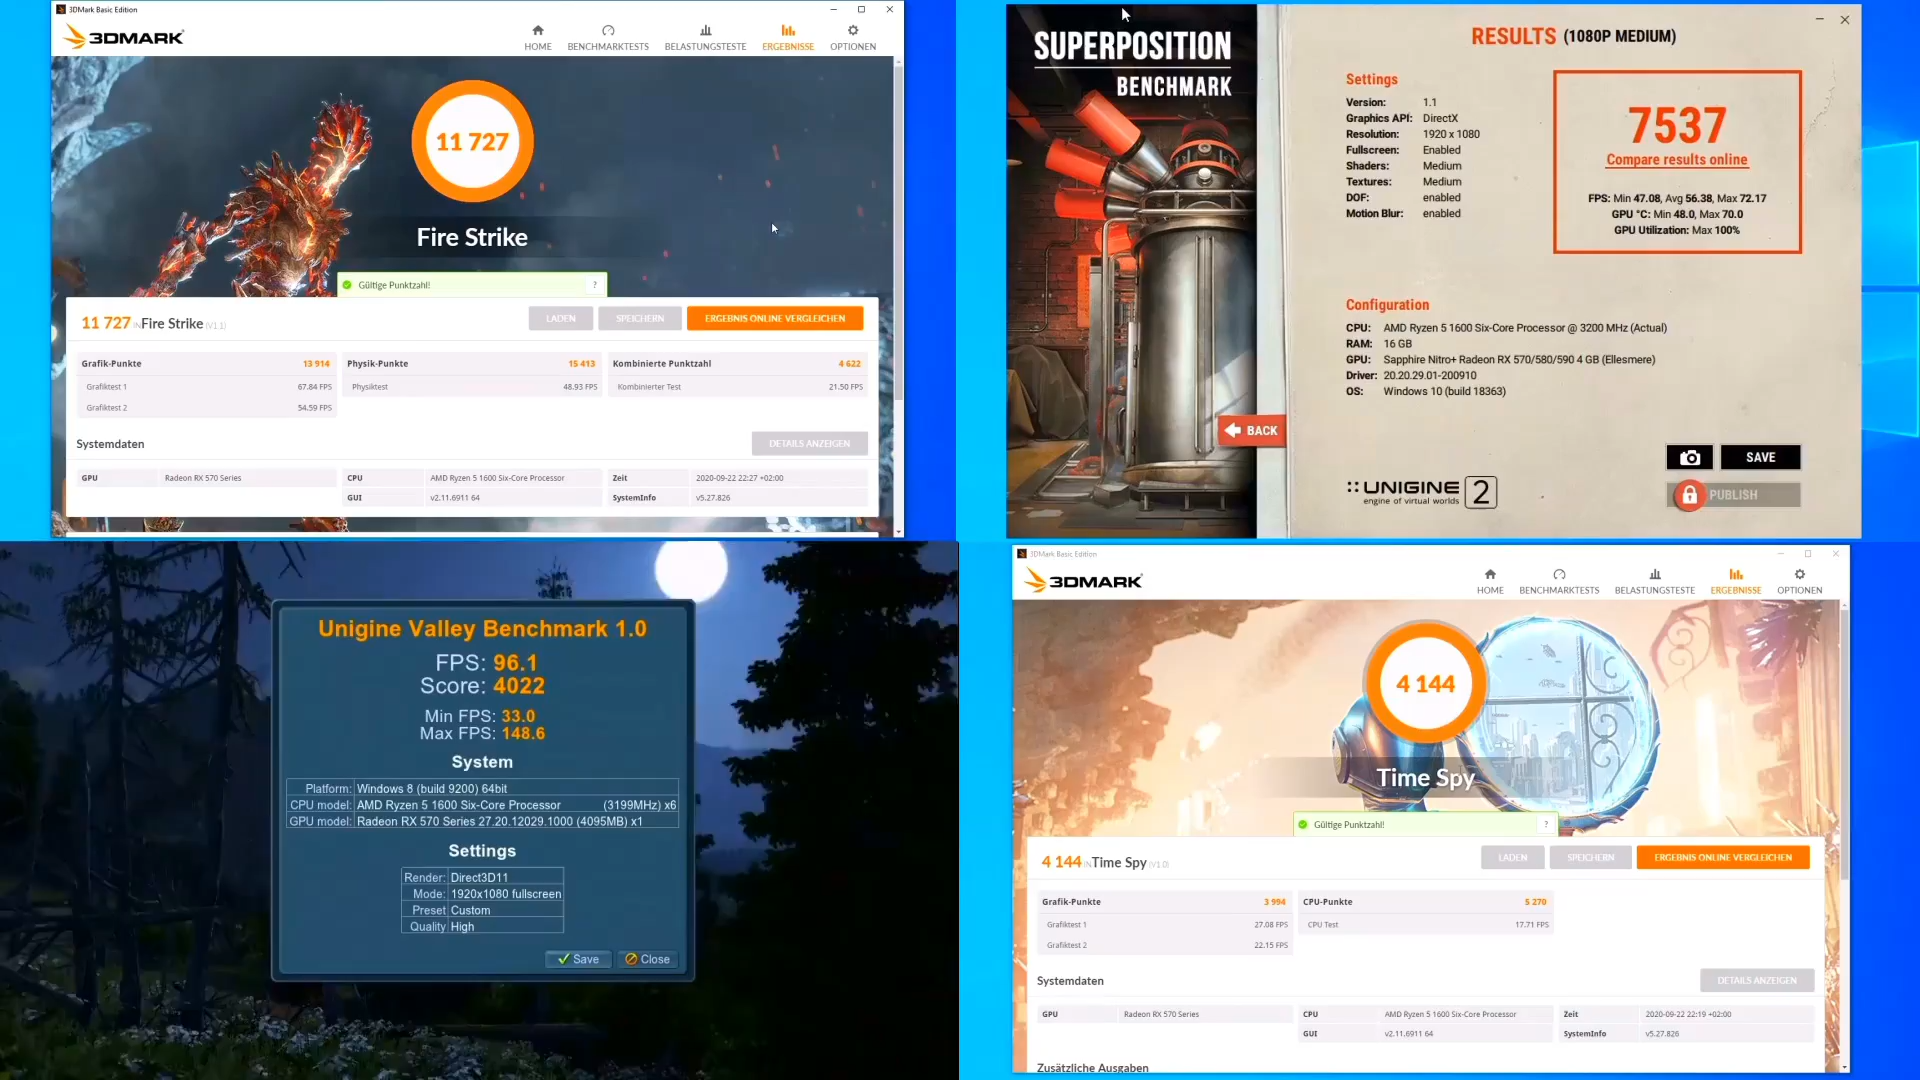 3DMark Basic Edition
3DMARK
HOME
BENCHMARKTESTS
BELASTUNGSTESTE
ERGEBNISSE
OPTIONEN
11 727
Fire Strike
Gültige Punktzahl!
?
11 727 IN Fire Strike (V1.1)
LADEN
SPEICHERN
ERGEBNIS ONLINE VERGLEICHEN
Grafik-Punkte 13 914
Grafiktest 1 67.84 FPS
Grafiktest 2 54.59 FPS
Physik-Punkte 15 413
Physiktest 48.93 FPS
Kombinierte Punktzahl 4 622
Kombinierter Test 21.50 FPS
Systemdaten
DETAILS ANZEIGEN
GPU Radeon RX 570 Series
CPU AMD Ryzen 5 1600 Six-Core Processor
GUI v2.11.6911 64
Zeit 2020-09-22 22:27 +02:00
SystemInfo v5.27.826
SUPERPOSITION
BENCHMARK
RESULTS (1080P MEDIUM)
Settings
Version: 1.1
Graphics API: DirectX
Resolution: 1920 x 1080
Fullscreen: Enabled
Shaders: Medium
Textures: Medium
DOF: enabled
Motion Blur: enabled
7537
Compare results online
FPS: Min 47.08, Avg 56.38, Max 72.17
GPU °C: Min 48.0, Max 70.0
GPU Utilization: Max 100%
Configuration
CPU: AMD Ryzen 5 1600 Six-Core Processor @ 3200 MHz (Actual)
RAM: 16 GB
GPU: Sapphire Nitro+ Radeon RX 570/580/590 4 GB (Ellesmere)
Driver: 20.20.29.01-200910
OS: Windows 10 (build 18363)
BACK
SAVE
PUBLISH
UNIGINE 2
engine of virtual worlds
Unigine Valley Benchmark 1.0
FPS: 96.1
Score: 4022
Min FPS: 33.0
Max FPS: 148.6
System
Platform: Windows 8 (build 9200) 64bit
CPU model: AMD Ryzen 5 1600 Six-Core Processor (3199MHz) x6
GPU model: Radeon RX 570 Series 27.20.12029.1000 (4095MB) x1
Settings
Render: Direct3D11
Mode: 1920x1080 fullscreen
Preset Custom
Quality High
Save
Close
3DMark Basic Edition
3DMARK
HOME
BENCHMARKTESTS
BELASTUNGSTESTE
ERGEBNISSE
OPTIONEN
4 144
Time Spy
Gültige Punktzahl!
?
4 144 IN Time Spy (V1.0)
LADEN
SPEICHERN
ERGEBNIS ONLINE VERGLEICHEN
Grafik-Punkte 3 994
Grafiktest 1 27.08 FPS
Grafiktest 2 22.15 FPS
CPU-Punkte 5 270
CPU Test 17.71 FPS
Systemdaten
DETAILS ANZEIGEN
GPU Radeon RX 570 Series
CPU AMD Ryzen 5 1600 Six-Core Processor
GUI v2.11.6911 64
Zeit 2020-09-22 22:19 +02:00
SystemInfo v5.27.826
Zusätzliche Ausgaben